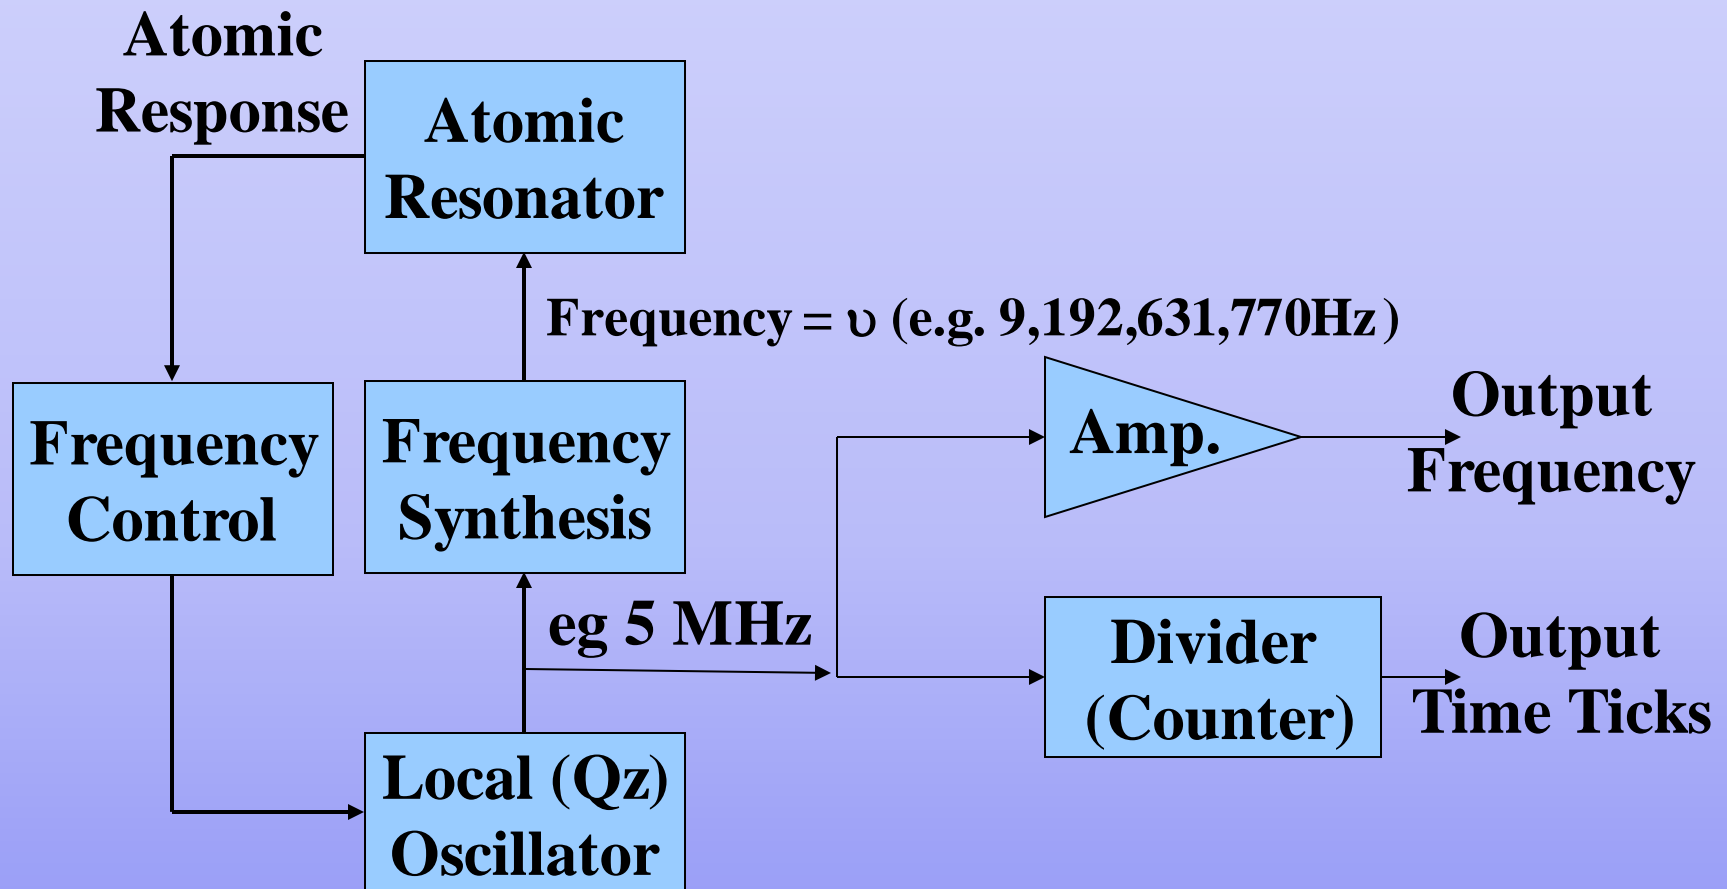 Atomic
Response
Atomic
Resonator
Frequency = υ (e.g. 9,192,631,770Hz)
Frequency
Control
Frequency
Synthesis
Amp.
Output
Frequency
eg 5 MHz
Divider
(Counter)
Output
Time Ticks
Local (Qz)
Oscillator